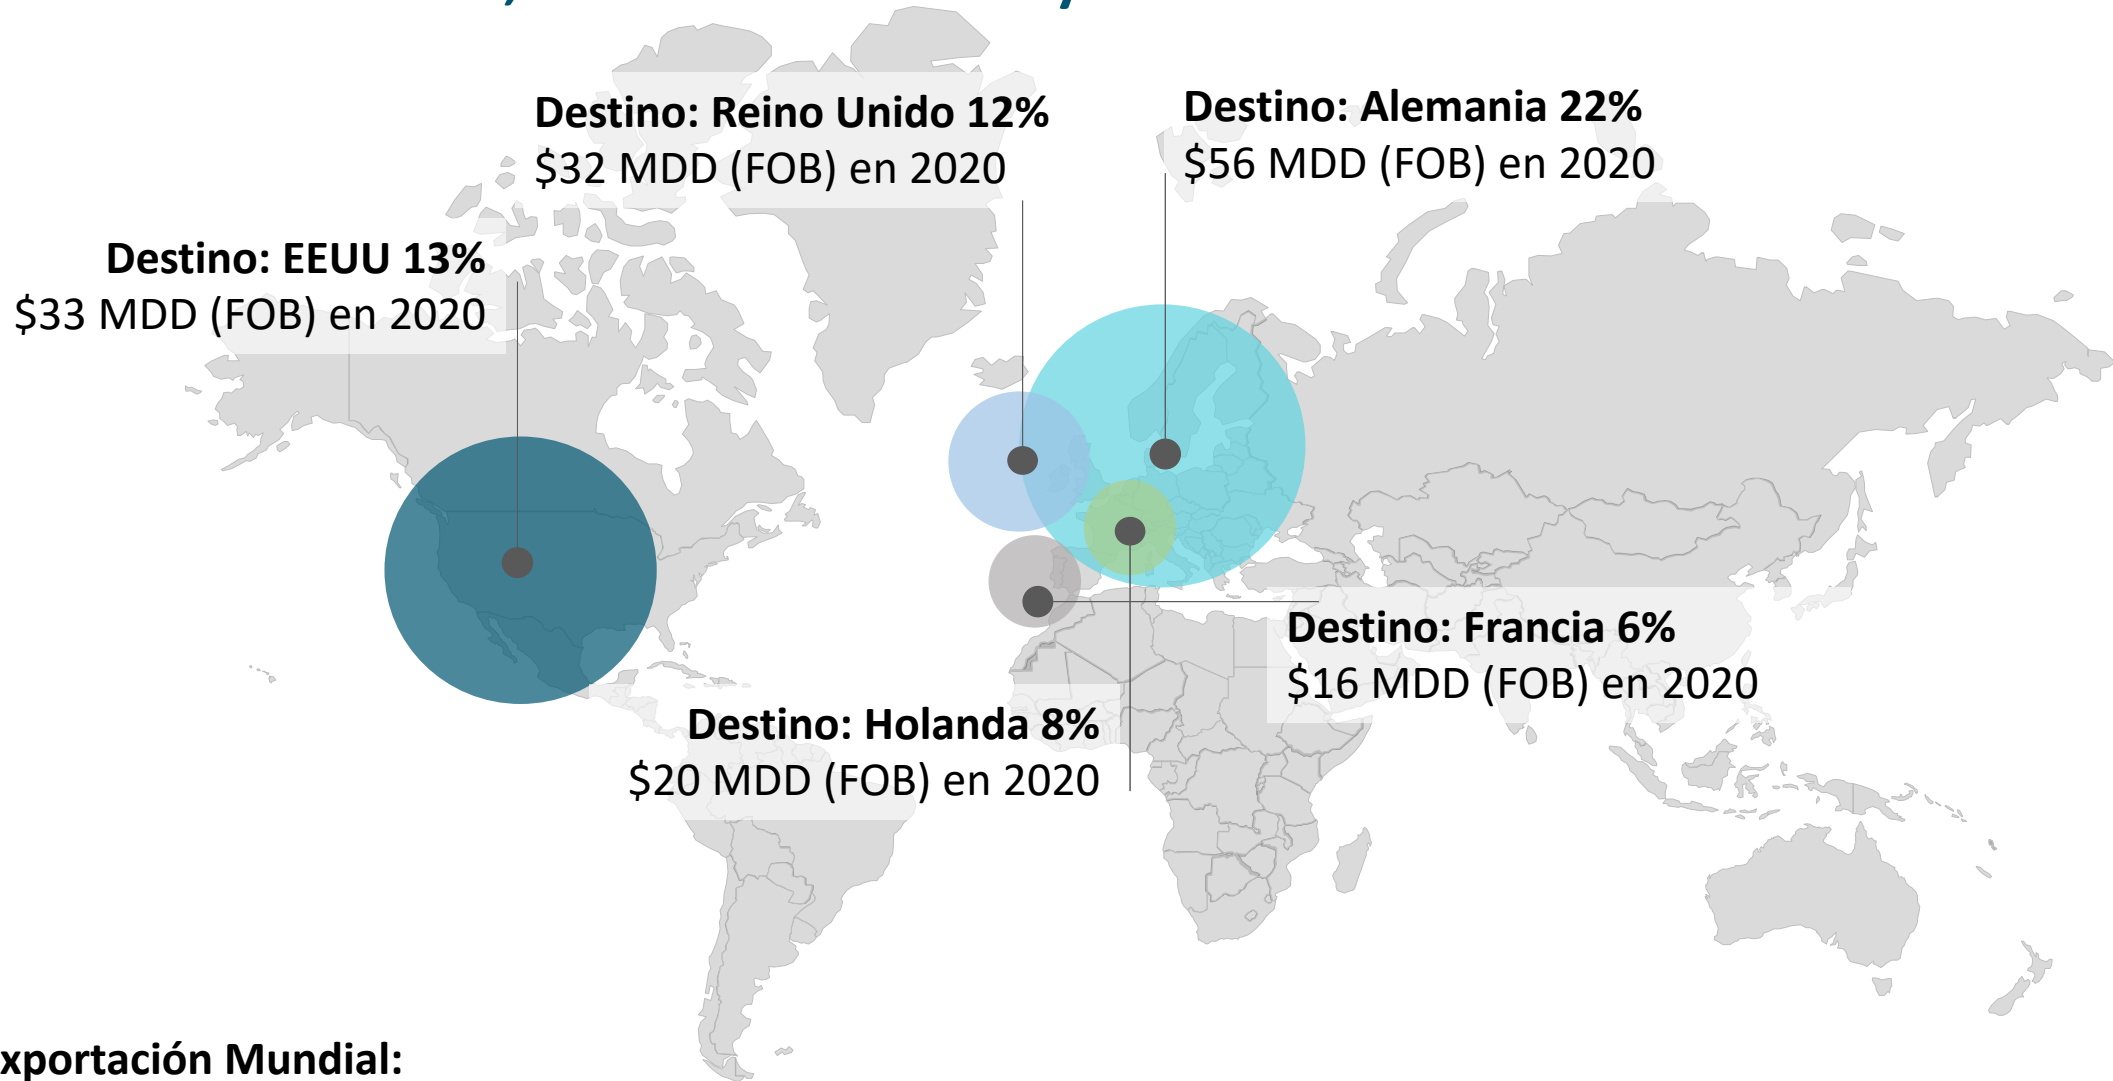 Destino: Reino Unido 12%
$32 MDD (FOB) en 2020
Destino: Alemania 22%
$56 MDD (FOB) en 2020
Destino: EEUU 13%
$33 MDD (FOB) en 2020
Destino: Francia 6%
$16 MDD (FOB) en 2020
Destino: Holanda 8%
$20 MDD (FOB) en 2020
xportación Mundial: